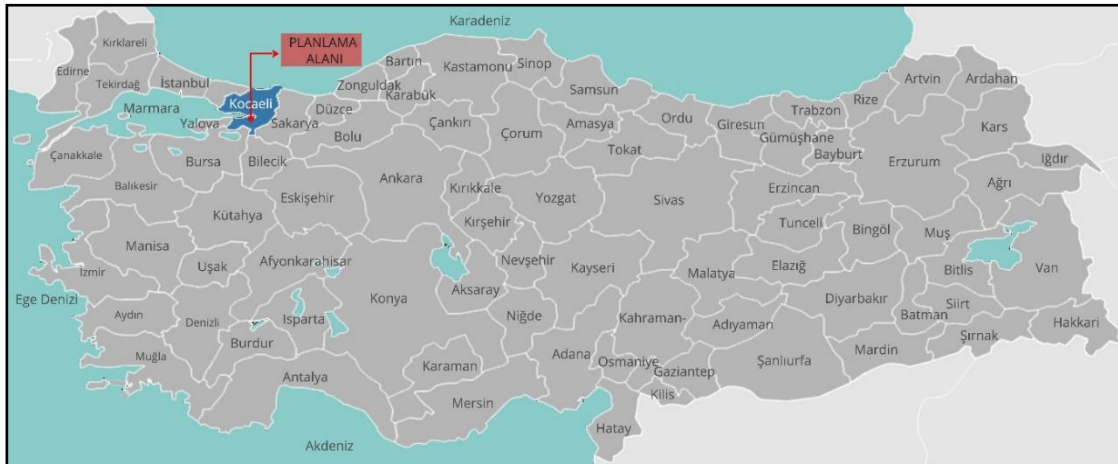 Karadeniz
PLANLAMA
ALANI
Kırklareli
Edirne
Tekirdağ
İstanbul
Marmara
Kocaeli
Yalova
Sakarya
Düzce
Zonguldak
Bartın
Karabük
Kastamonu
Sinop
Samsun
Bolu
Çankırı
Çorum
Amasya
Tokat
Ordu
Giresun
Trabzon
Gümüşhane
Bayburt
Rize
Artvin
Ardahan
Kars
Iğdır
Erzurum
Ağrı
Çanakkale
Bursa
Bilecik
Balıkesir
Eskişehir
Ankara
Kırıkkale
Kırşehir
Yozgat
Sivas
Erzincan
Tunceli
Bingöl
Muş
Kütahya
Manisa
Uşak
Afyonkarahisar
Nevşehir
Kayseri
Malatya
Elazığ
Bitlis
Van
İzmir
Ege Denizi
Aydın
Denizli
Isparta
Konya
Aksaray
Niğde
Kahraman-
Adıyaman
Diyarbakır
Batman
Siirt
Şırnak
Hakkari
Muğla
Burdur
Antalya
Karaman
Mersin
Adana
Osmaniye
Gaziantep
Kilis
Şanlıurfa
Mardin
Hatay
Akdeniz